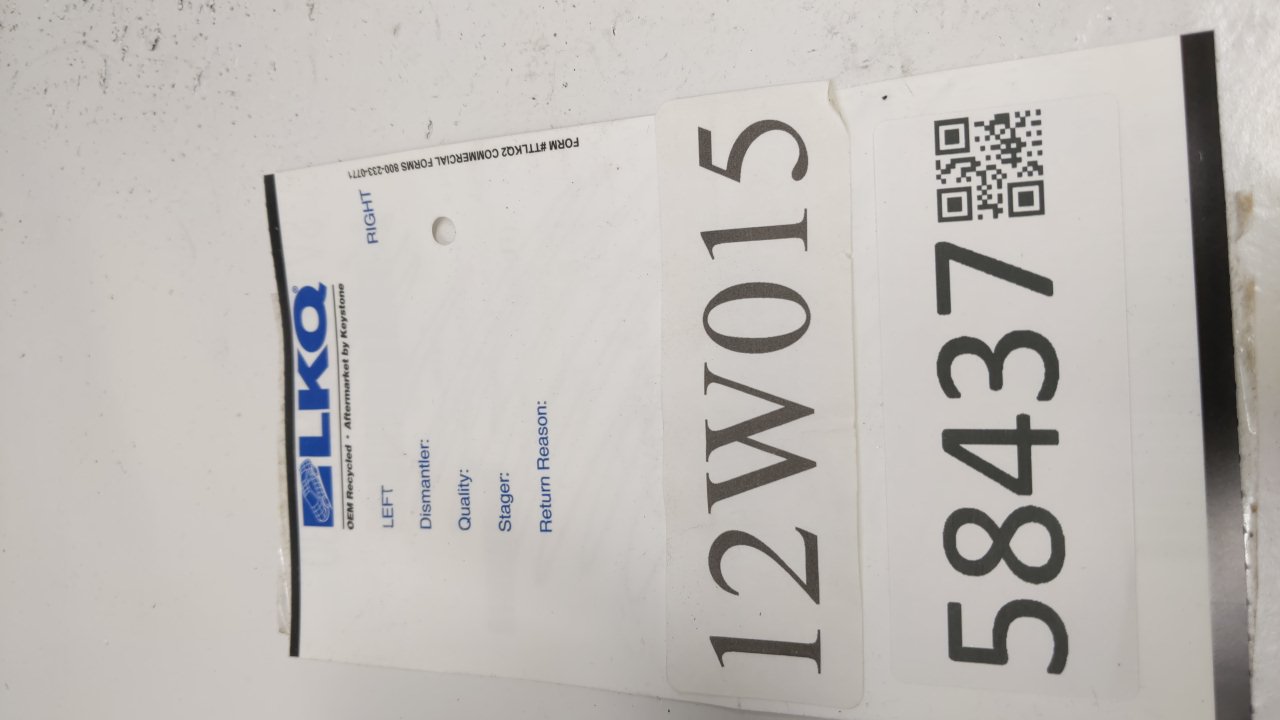 LKQ®
OEM Recycled • Aftermarket by Keystone
LEFT RIGHT
Dismantler:
Quality:
Stager:
Return Reason:
FORM #TTLKQ2 COMMERCIAL FORMS 800-233-0771
12W015
58437